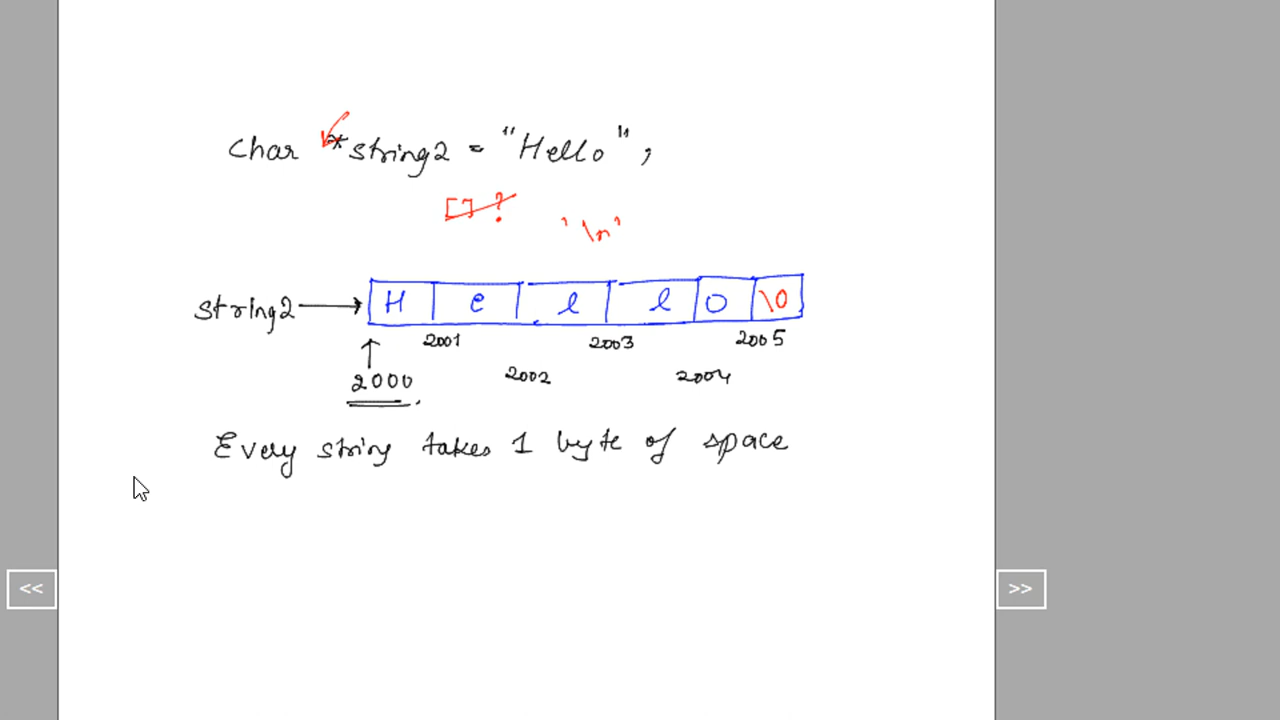 char *string2 = "Hello";
[] ? '\n'
string2 H e l l o \0
2001 2003 2005
2000 2002 2004
Every string takes 1 byte of space
<< >>